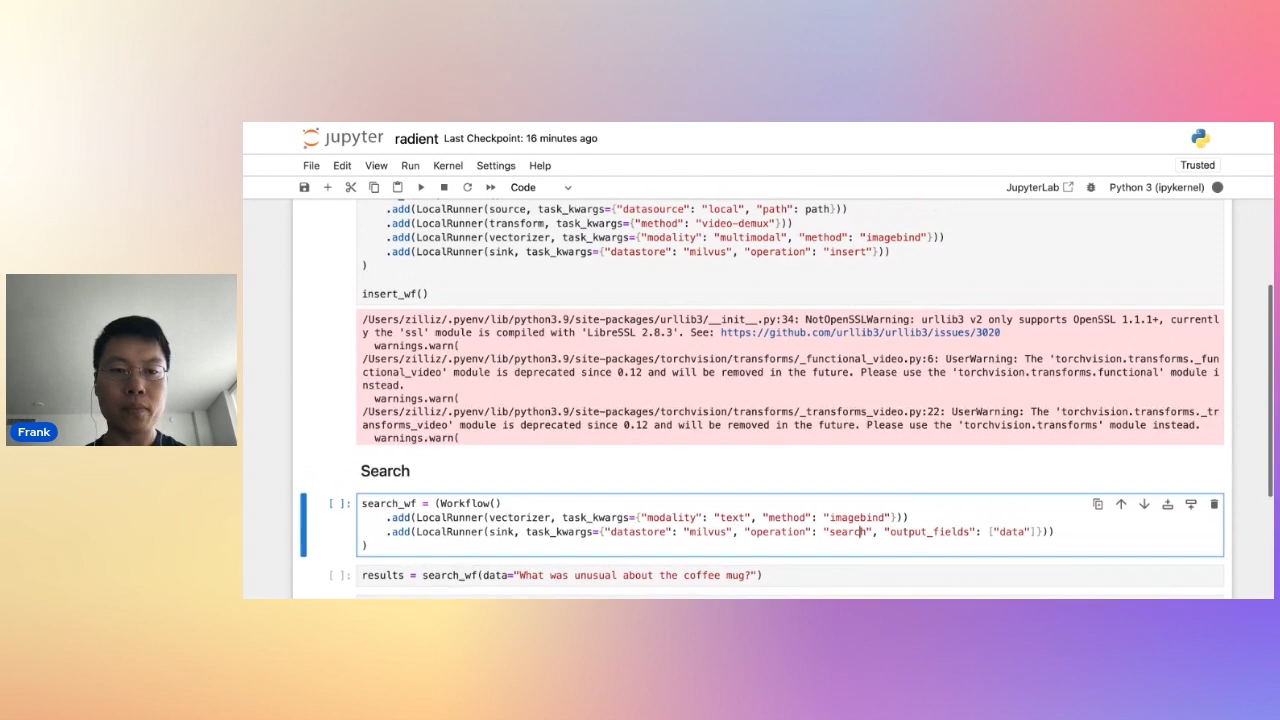 jupyter radient Last Checkpoint: 16 minutes ago
File Edit View Run Kernel Settings Help
Trusted
Code
JupyterLab
Python 3 (ipykernel)
.add(LocalRunner(source, task_kwargs={"datasource": "local", "path": path}))
.add(LocalRunner(transform, task_kwargs={"method": "video-demux"}))
.add(LocalRunner(vectorizer, task_kwargs={"modality": "multimodal", "method": "imagebind"}))
.add(LocalRunner(sink, task_kwargs={"datastore": "milvus", "operation": "insert"}))
)
insert_wf()
/Users/zilliz/.pyenv/lib/python3.9/site-packages/urllib3/__init__.py:34: NotOpenSSLWarning: urllib3 v2 only supports OpenSSL 1.1.1+, currentl
y the 'ssl' module is compiled with 'LibreSSL 2.8.3'. See: https://github.com/urllib3/urllib3/issues/3020
warnings.warn(
/Users/zilliz/.pyenv/lib/python3.9/site-packages/torchvision/transforms/_functional_video.py:6: UserWarning: The 'torchvision.transforms._fun
ctional_video' module is deprecated since 0.12 and will be removed in the future. Please use the 'torchvision.transforms.functional' module i
nstead.
warnings.warn(
/Users/zilliz/.pyenv/lib/python3.9/site-packages/torchvision/transforms/_transforms_video.py:22: UserWarning: The 'torchvision.transforms._tr
ansforms_video' module is deprecated since 0.12 and will be removed in the future. Please use the 'torchvision.transforms' module instead.
warnings.warn(
Search
[ ]: search_wf = (Workflow()
.add(LocalRunner(vectorizer, task_kwargs={"modality": "text", "method": "imagebind"}))
.add(LocalRunner(sink, task_kwargs={"datastore": "milvus", "operation": "search", "output_fields": ["data"]}))
)
[ ]: results = search_wf(data="What was unusual about the coffee mug?")
Frank